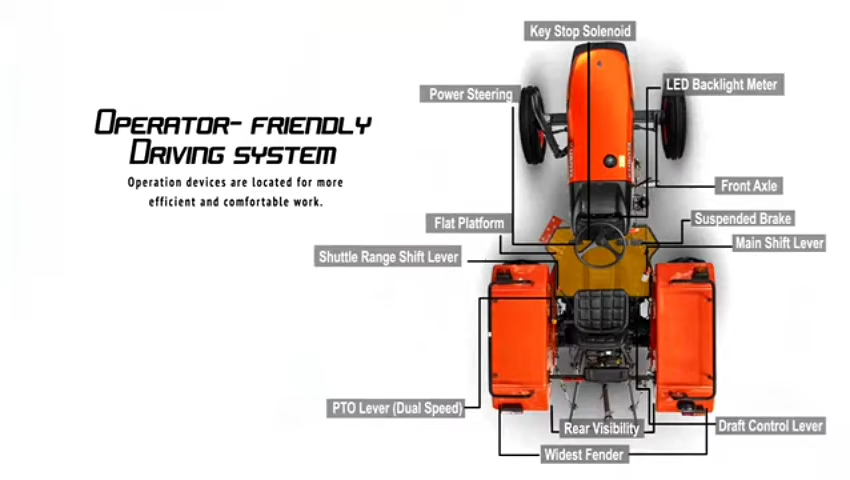 Key Stop Solenoid
LED Backlight Meter
Power Steering
OPERATOR- FRIENDLY
DRIVING SYSTEM
Operation devices are located for more
efficient and comfortable work.
Front Axle
Suspended Brake
Flat Platform
Main Shift Lever
Shuttle Range Shift Lever
PTO Lever (Dual Speed)
Rear Visibility
Draft Control Lever
Widest Fender